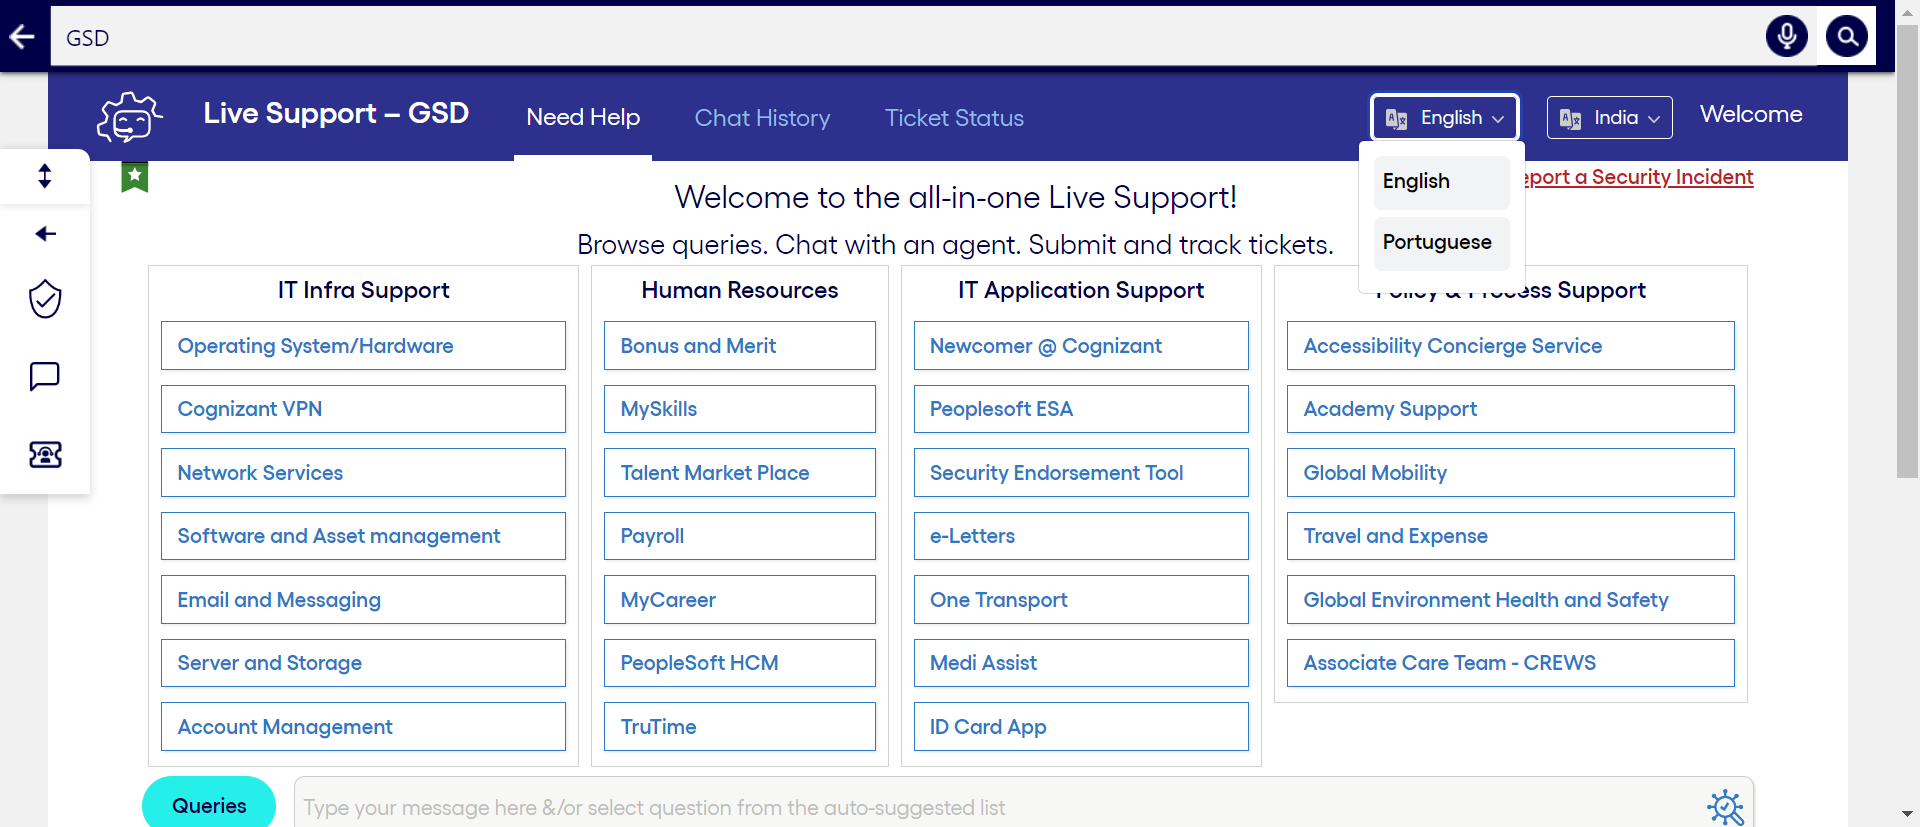 GSD
Live Support – GSD
Need Help
Chat History
Ticket Status
English
India
Welcome
English
Portuguese
eport a Security Incident
Welcome to the all-in-one Live Support!
Browse queries. Chat with an agent. Submit and track tickets.
IT Infra Support
Operating System/Hardware
Cognizant VPN
Network Services
Software and Asset management
Email and Messaging
Server and Storage
Account Management
Human Resources
Bonus and Merit
MySkills
Talent Market Place
Payroll
MyCareer
PeopleSoft HCM
TruTime
IT Application Support
Newcomer @ Cognizant
Peoplesoft ESA
Security Endorsement Tool
e-Letters
One Transport
Medi Assist
ID Card App
Policy & Process Support
Accessibility Concierge Service
Academy Support
Global Mobility
Travel and Expense
Global Environment Health and Safety
Associate Care Team - CREWS
Queries
Type your message here &/or select question from the auto-suggested list